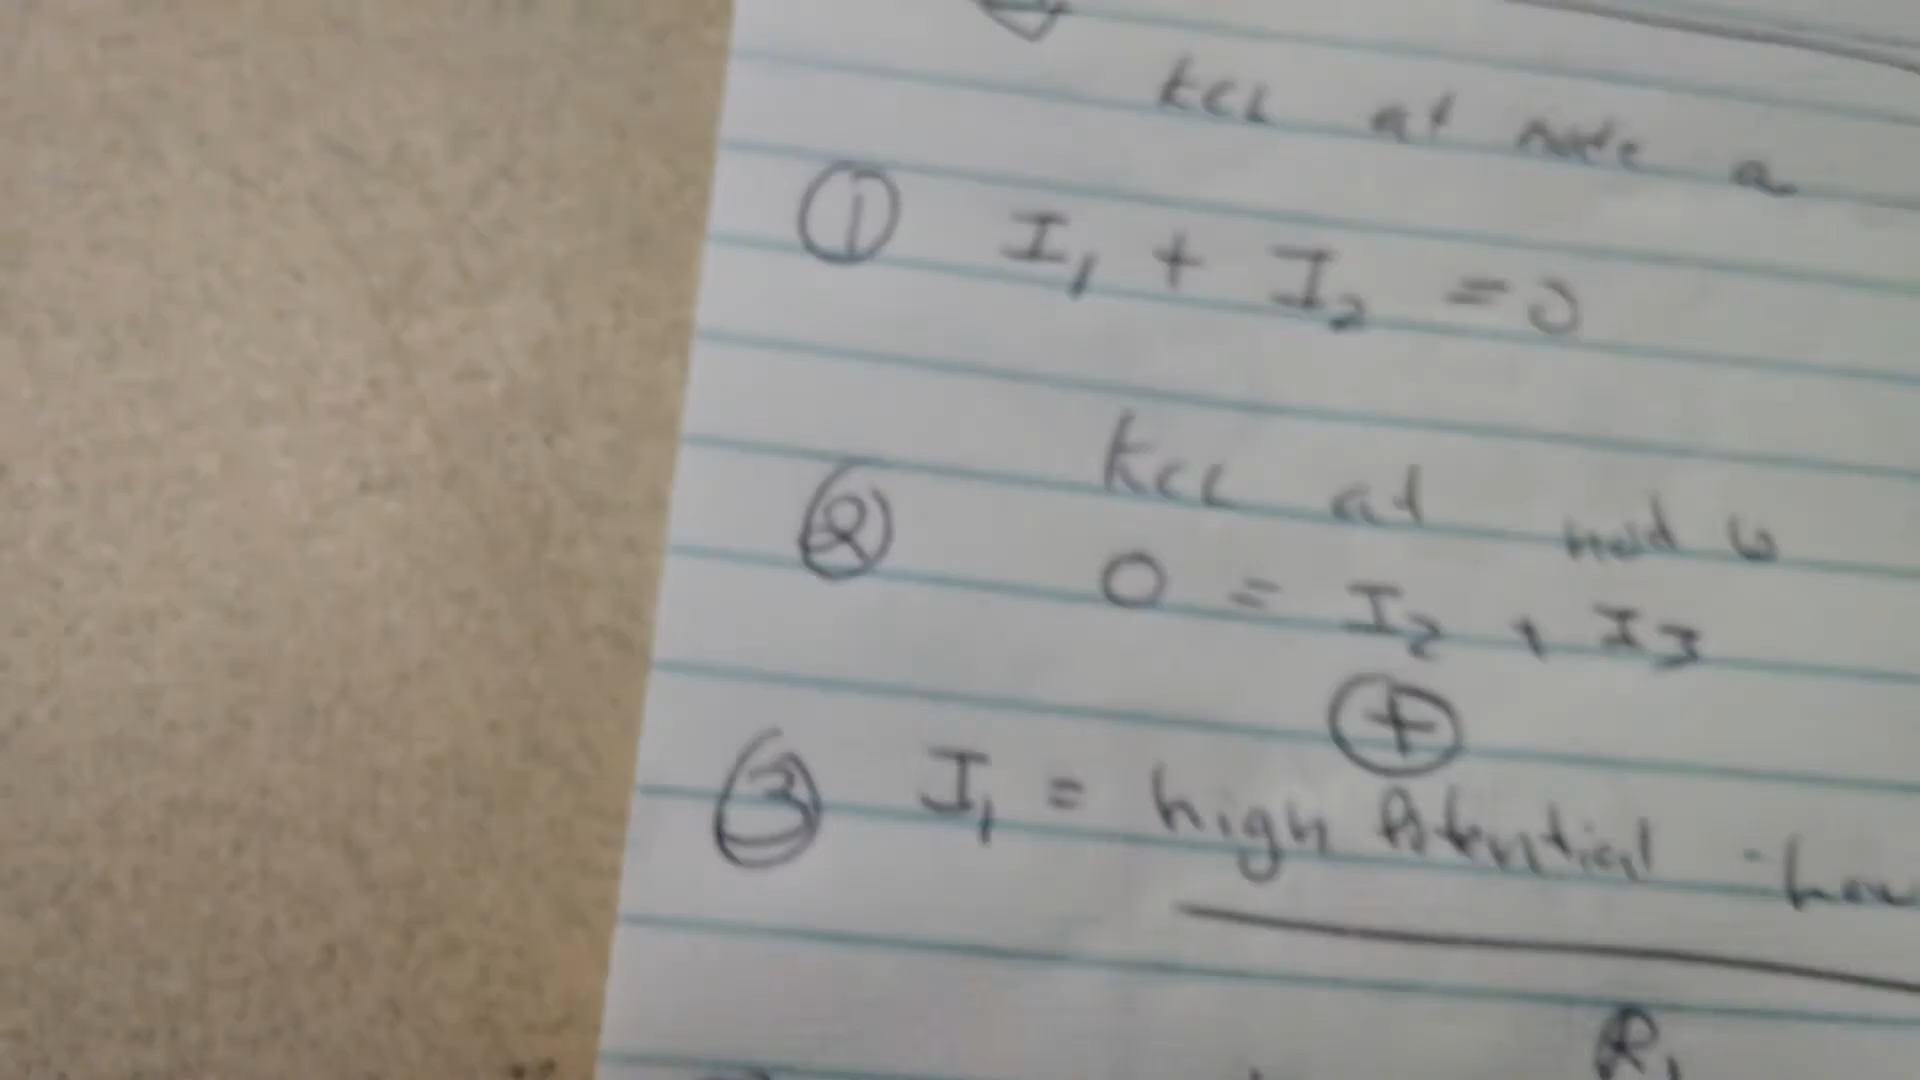 KCL at node a
① I₁ + I₂ = 0
KCL at nod b
② 0 = I₂ + I₃
⊕
③ I₁ = high Potential - Low
R₁